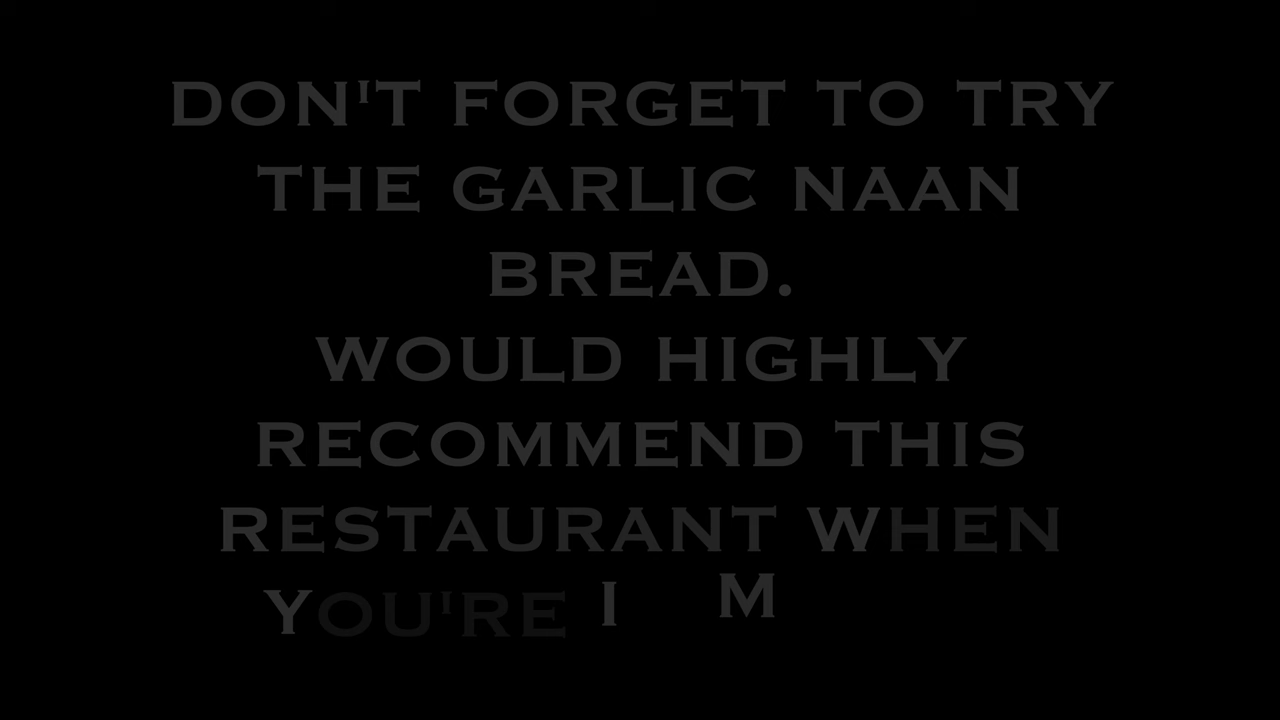 DON'T FORGET TO TRY
THE GARLIC NAAN
BREAD.
WOULD HIGHLY
RECOMMEND THIS
RESTAURANT WHEN
YOU'RE I M